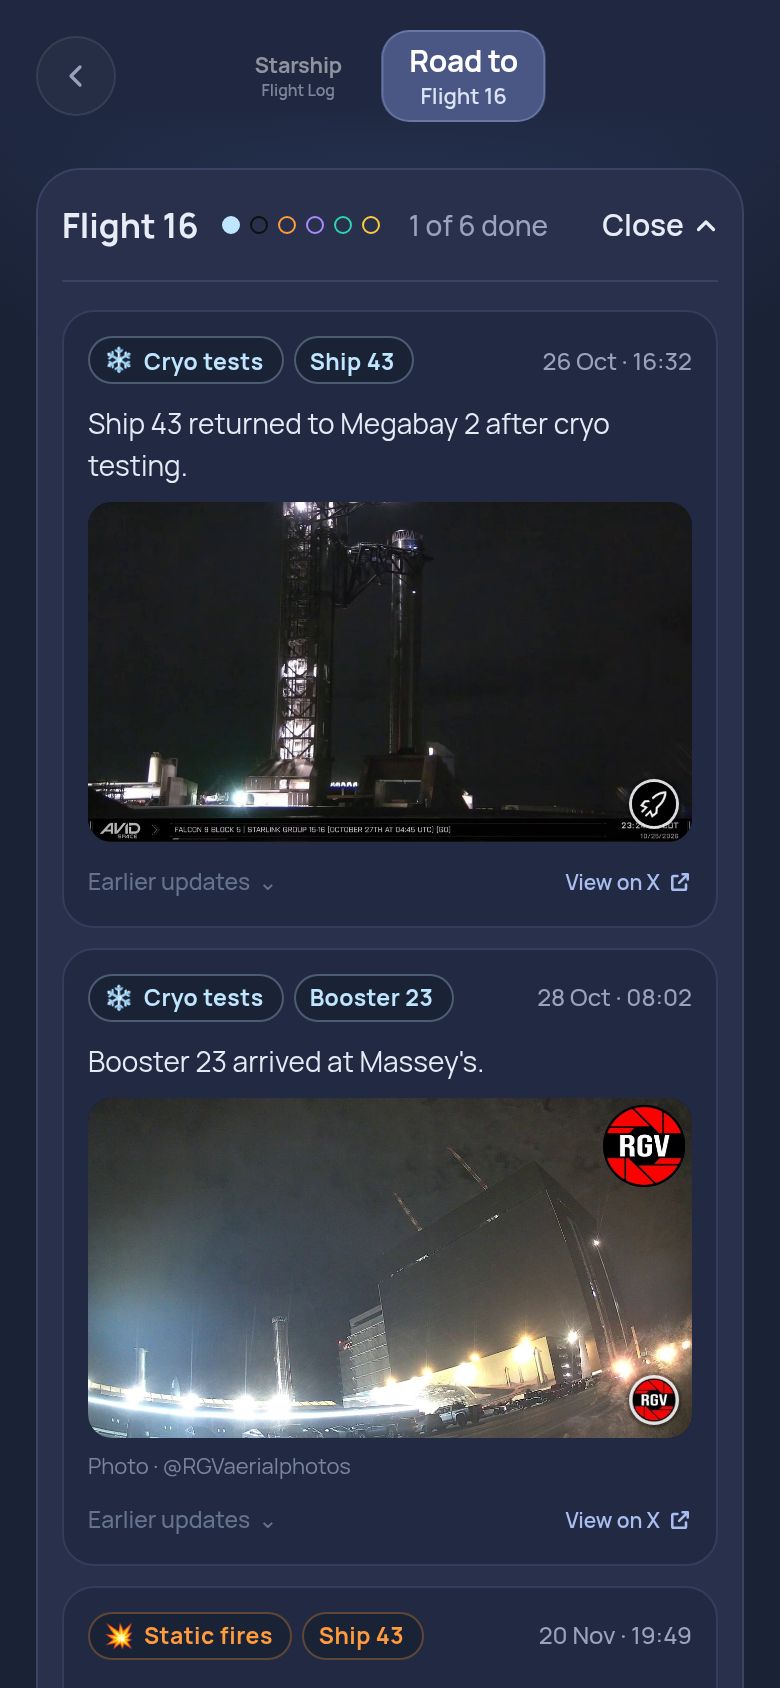 Starship
Flight Log
Road to
Flight 16
Flight 16
1 of 6 done
Close
Cryo tests
Ship 43
26 Oct · 16:32
Ship 43 returned to Megabay 2 after cryo
testing.
AVID
SPACE
FALCON 9 BLOCK 5 | STARLINK GROUP 15-16 [OCTOBER 27TH AT 04:45 UTC] [GO]
Earlier updates
View on X
Cryo tests
Booster 23
28 Oct · 08:02
Booster 23 arrived at Massey's.
RGV
RGV
Photo · @RGVaerialphotos
Earlier updates
View on X
Static fires
Ship 43
20 Nov · 19:49